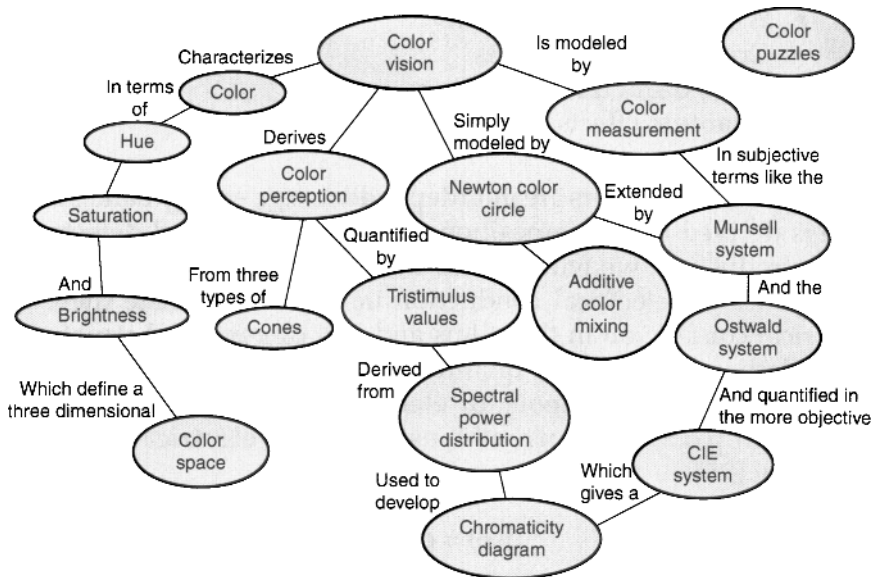 Color
vision
Color
puzzles
Characterizes
Is modeled
by
In terms
of
Color
Color
measurement
Hue
Derives
Simply
modeled by
In subjective
terms like the
Color
perception
Newton color
circle
Extended
by
Saturation
Munsell
system
Quantified
by
From three
types of
And
Brightness
Cones
Tristimulus
values
Additive
color
mixing
And the
Ostwald
system
Which define a
three dimensional
Derived
from
Spectral
power
distribution
And quantified in
the more objective
Color
space
CIE
system
Used to
develop
Which
gives a
Chromaticity
diagram